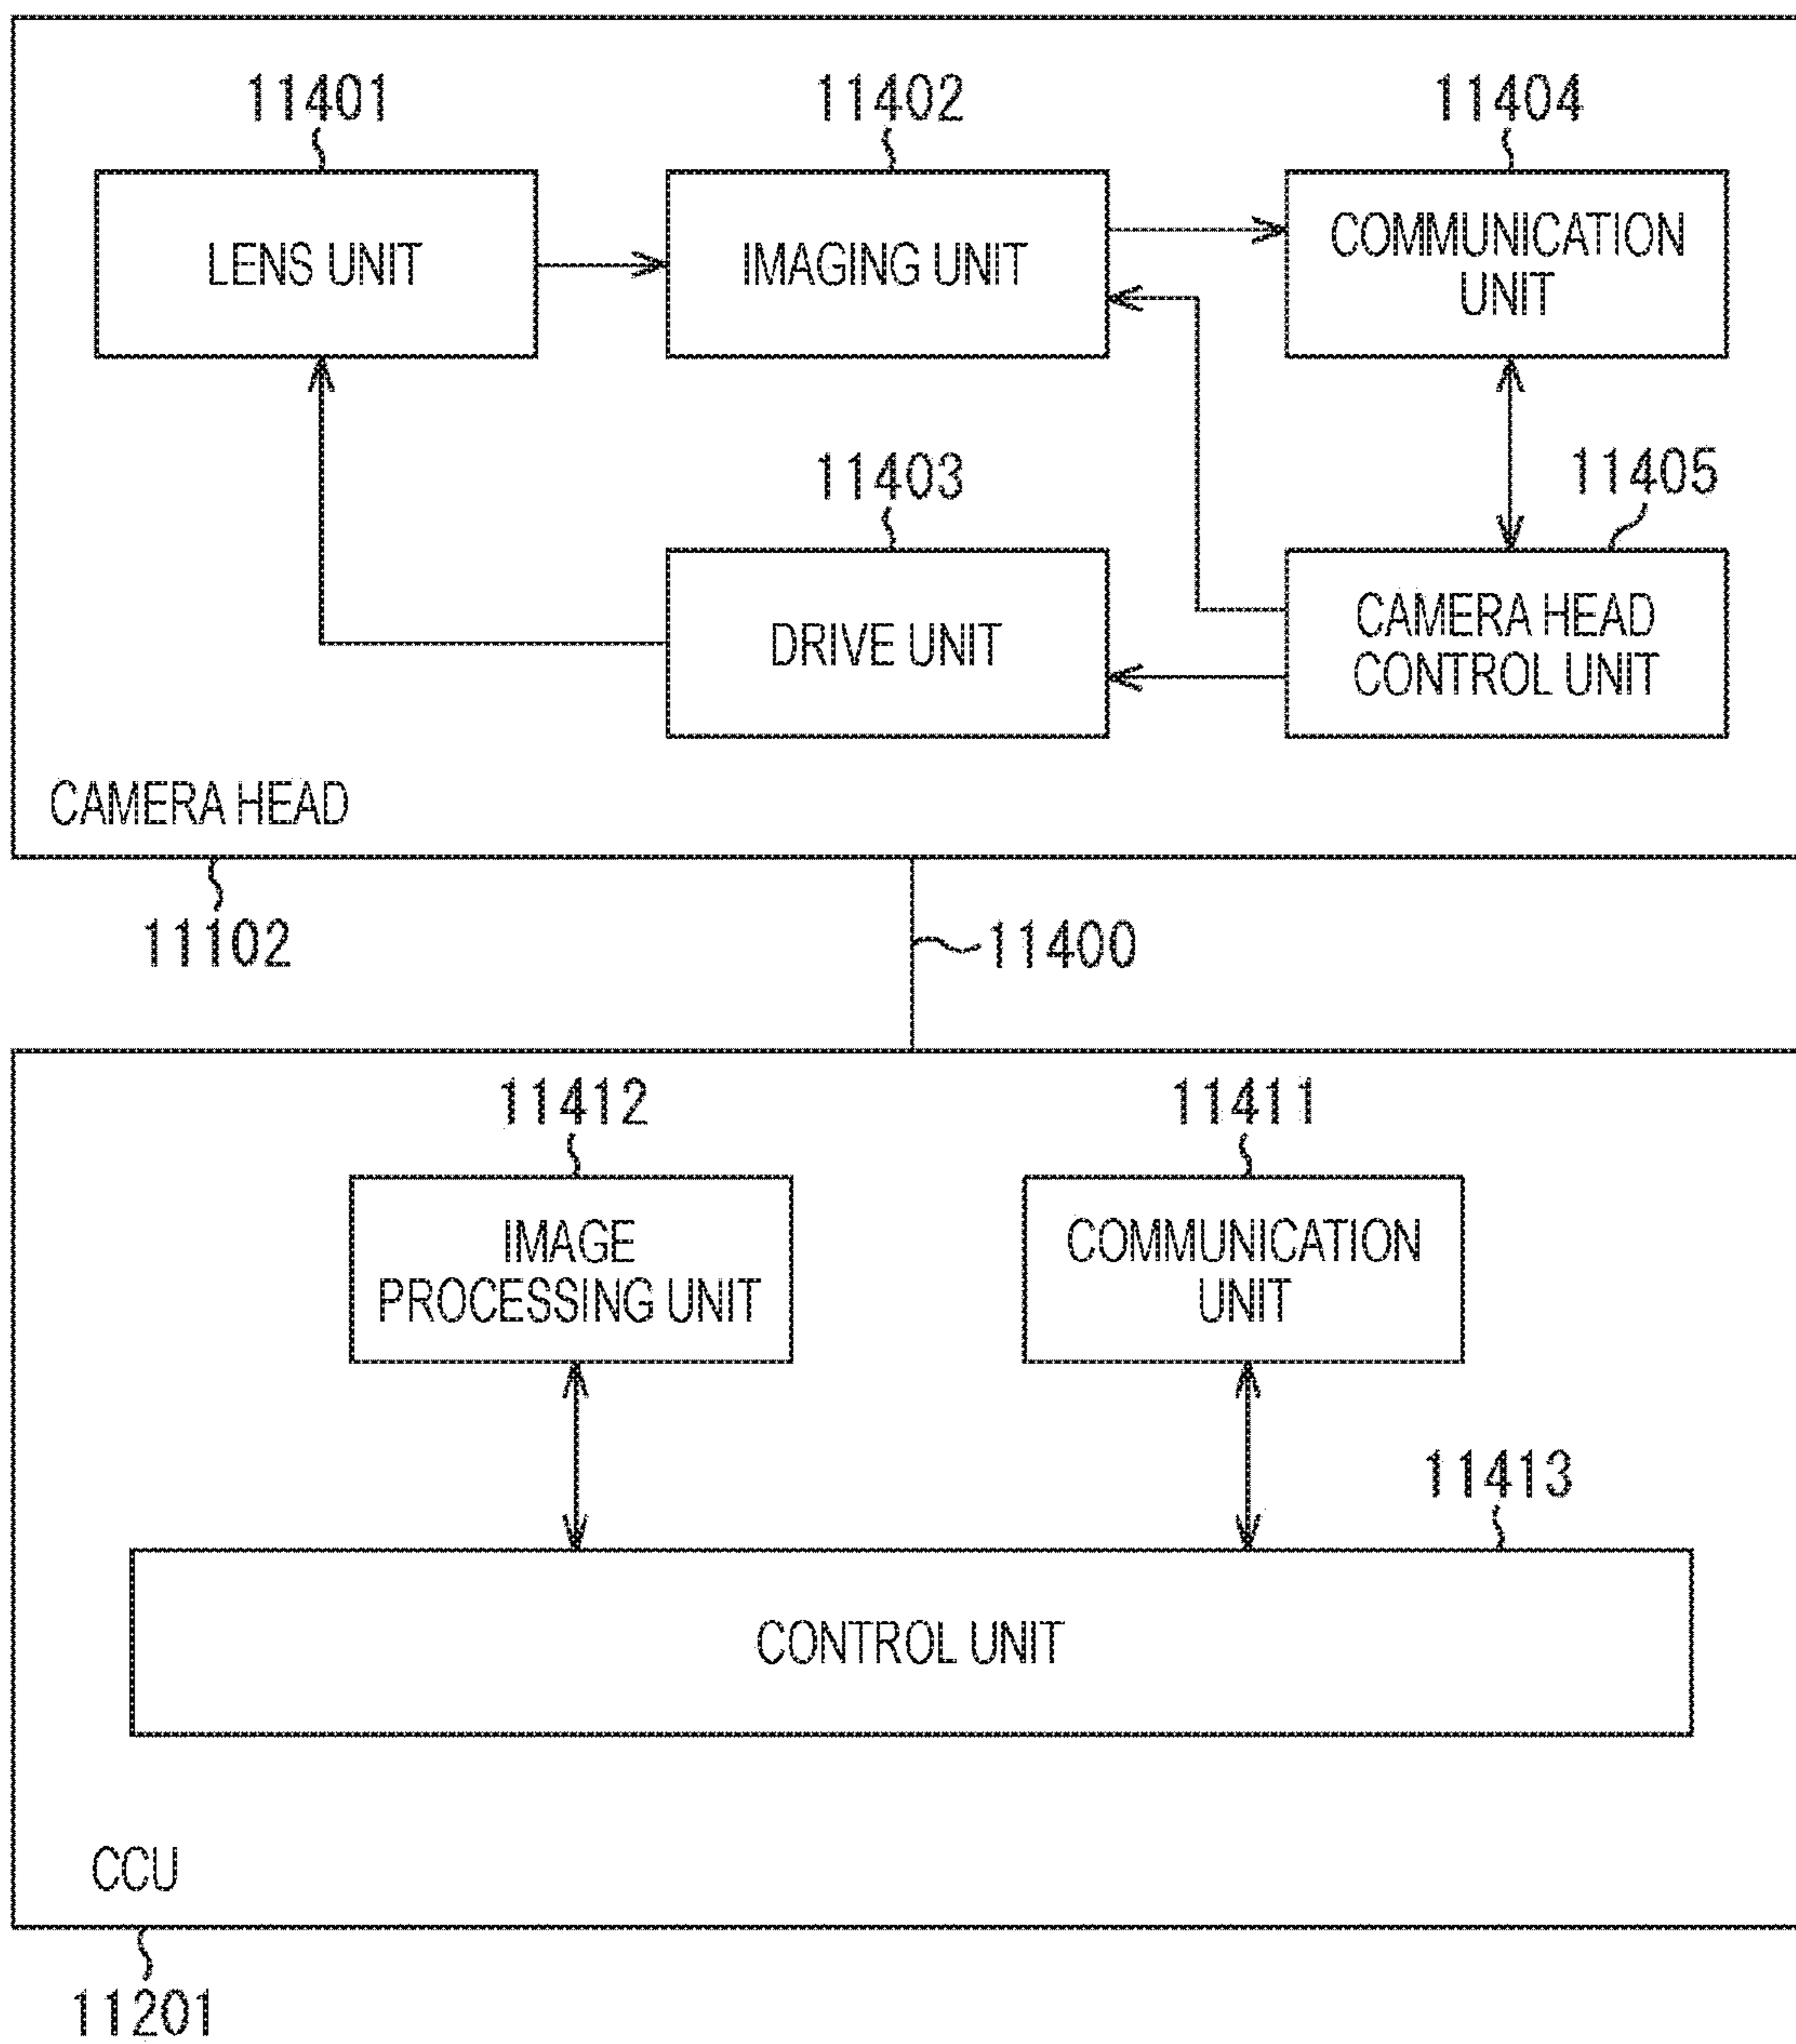 11401
11402
11404
LENS UNIT
IMAGING UNIT
COMMUNICATION
UNIT
11403
11405
DRIVE UNIT
CAMERA HEAD
CONTROL UNIT
CAMERA HEAD
11102
11400
11412
11411
IMAGE
PROCESSING UNIT
COMMUNICATION
UNIT
11413
CONTROL UNIT
CCU
11201